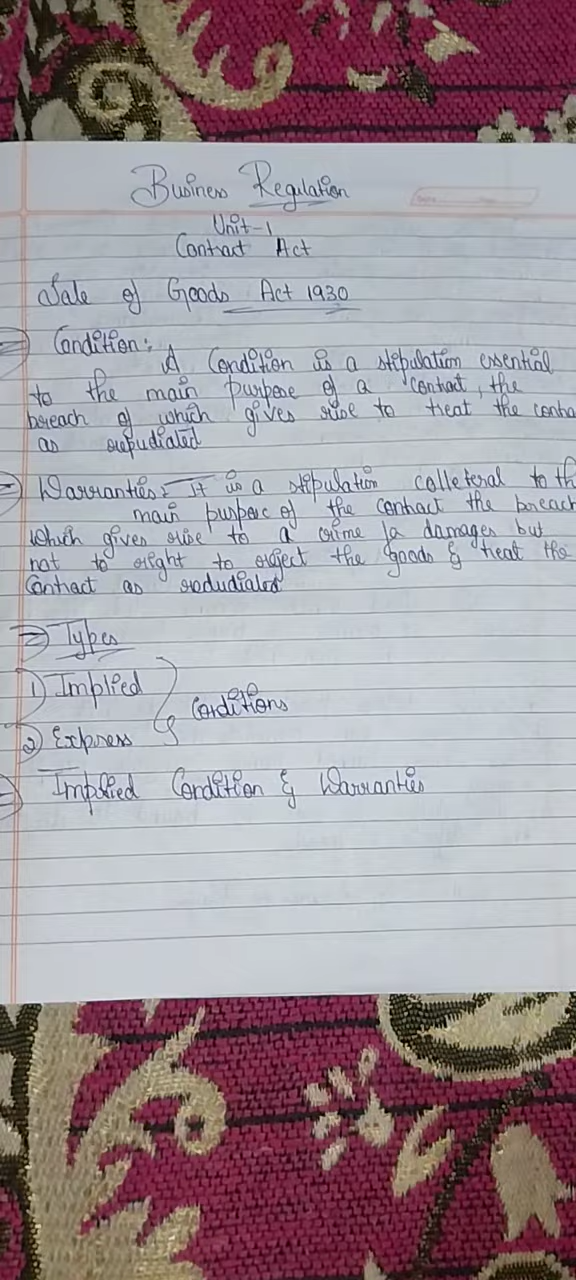 Business Regulation
Unit-1
Contract Act
Sale of Goods Act 1930
Condition:
A Condition is a stipulation essential
to the main purpose of a contract, the
breach of which gives rise to treat the contra
as repudiated
Warranties:- It is a stipulation colleteral to th
main purpose of the contract the breach
which gives rise to a crime fo damages but
not to right to reject the goods & treat the
Contract as rodudiated
Types
1) Implied
Conditions
2) Express
Implied Condition & Warranties